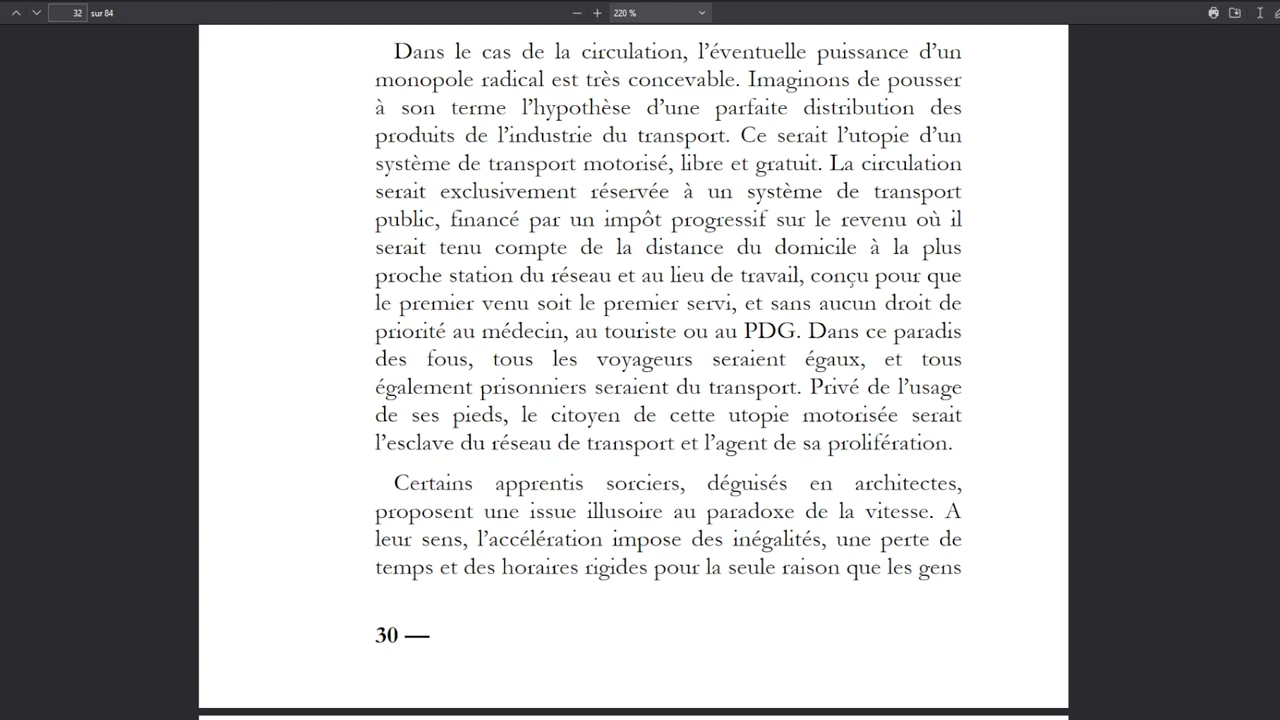 32 sur 84
220 %
Dans le cas de la circulation, l’éventuelle puissance d’un
monopole radical est très concevable. Imaginons de pousser
à son terme l’hypothèse d’une parfaite distribution des
produits de l’industrie du transport. Ce serait l’utopie d’un
système de transport motorisé, libre et gratuit. La circulation
serait exclusivement réservée à un système de transport
public, financé par un impôt progressif sur le revenu où il
serait tenu compte de la distance du domicile à la plus
proche station du réseau et au lieu de travail, conçu pour que
le premier venu soit le premier servi, et sans aucun droit de
priorité au médecin, au touriste ou au PDG. Dans ce paradis
des fous, tous les voyageurs seraient égaux, et tous
également prisonniers seraient du transport. Privé de l’usage
de ses pieds, le citoyen de cette utopie motorisée serait
l’esclave du réseau de transport et l’agent de sa prolifération.
Certains apprentis sorciers, déguisés en architectes,
proposent une issue illusoire au paradoxe de la vitesse. A
leur sens, l’accélération impose des inégalités, une perte de
temps et des horaires rigides pour la seule raison que les gens
30 —